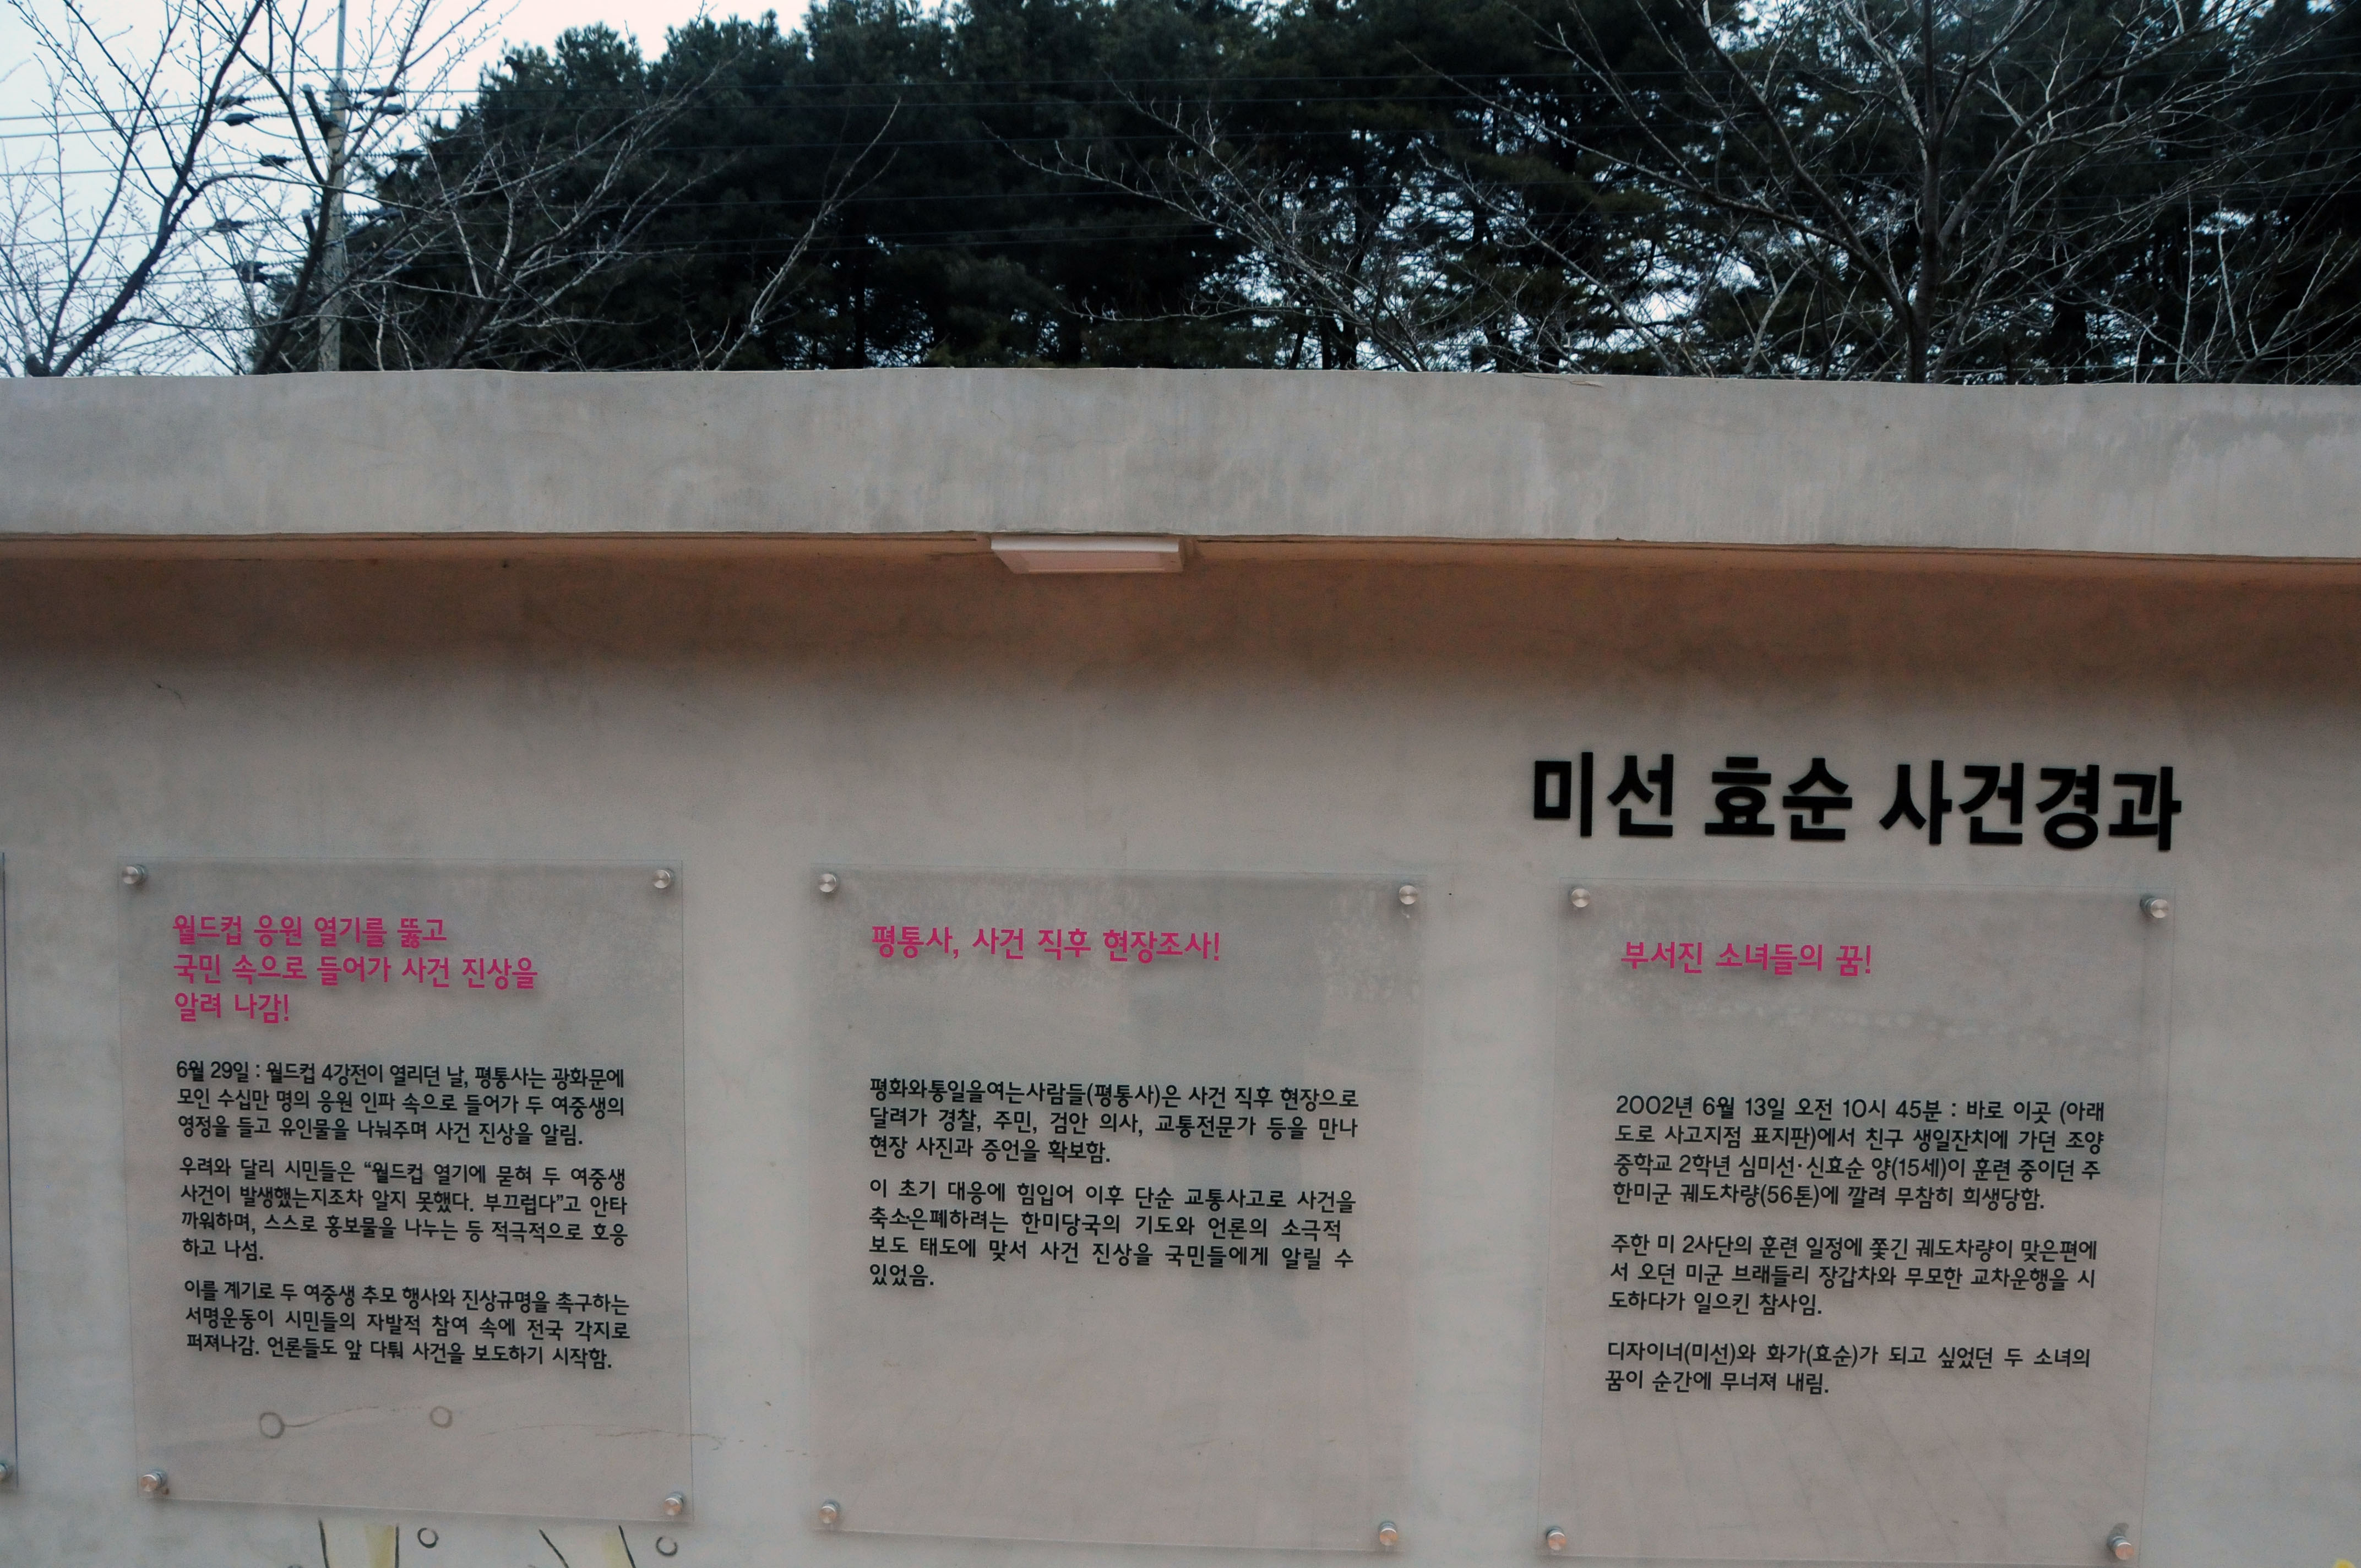 미선 효순 사건경과
월드컵 응원 열기를 뚫고
국민 속으로 들어가 사건 진상을
알려 나감!
6월 29일 : 월드컵 4강전이 열리던 날, 평통사는 광화문에
모인 수십만 명의 응원 인파 속으로 들어가 두 여중생의
영정을 들고 유인물을 나눠주며 사건 진상을 알림.
우려와 달리 시민들은 “월드컵 열기에 묻혀 두 여중생
사건이 발생했는지조차 알지 못했다. 부끄럽다”고 안타
까워하며, 스스로 홍보물을 나누는 등 적극적으로 호응
하고 나섬.
이를 계기로 두 여중생 추모 행사와 진상규명을 촉구하는
서명운동이 시민들의 자발적 참여 속에 전국 각지로
퍼져나감. 언론들도 앞 다퉈 사건을 보도하기 시작함.
평통사, 사건 직후 현장조사!
평화와통일을여는사람들(평통사)은 사건 직후 현장으로
달려가 경찰, 주민, 검안 의사, 교통전문가 등을 만나
현장 사진과 증언을 확보함.
이 초기 대응에 힘입어 이후 단순 교통사고로 사건을
축소은폐하려는 한미당국의 기도와 언론의 소극적
보도 태도에 맞서 사건 진상을 국민들에게 알릴 수
있었음.
부서진 소녀들의 꿈!
2002년 6월 13일 오전 10시 45분 : 바로 이곳 (아래
도로 사고지점 표지판)에서 친구 생일잔치에 가던 조양
중학교 2학년 심미선·신효순 양(15세)이 훈련 중이던 주
한미군 궤도차량(56톤)에 깔려 무참히 희생당함.
주한 미 2사단의 훈련 일정에 쫓긴 궤도차량이 맞은편에
서 오던 미군 브래들리 장갑차와 무모한 교차운행을 시
도하다가 일으킨 참사임.
디자이너(미선)와 화가(효순)가 되고 싶었던 두 소녀의
꿈이 순간에 무너져 내림.